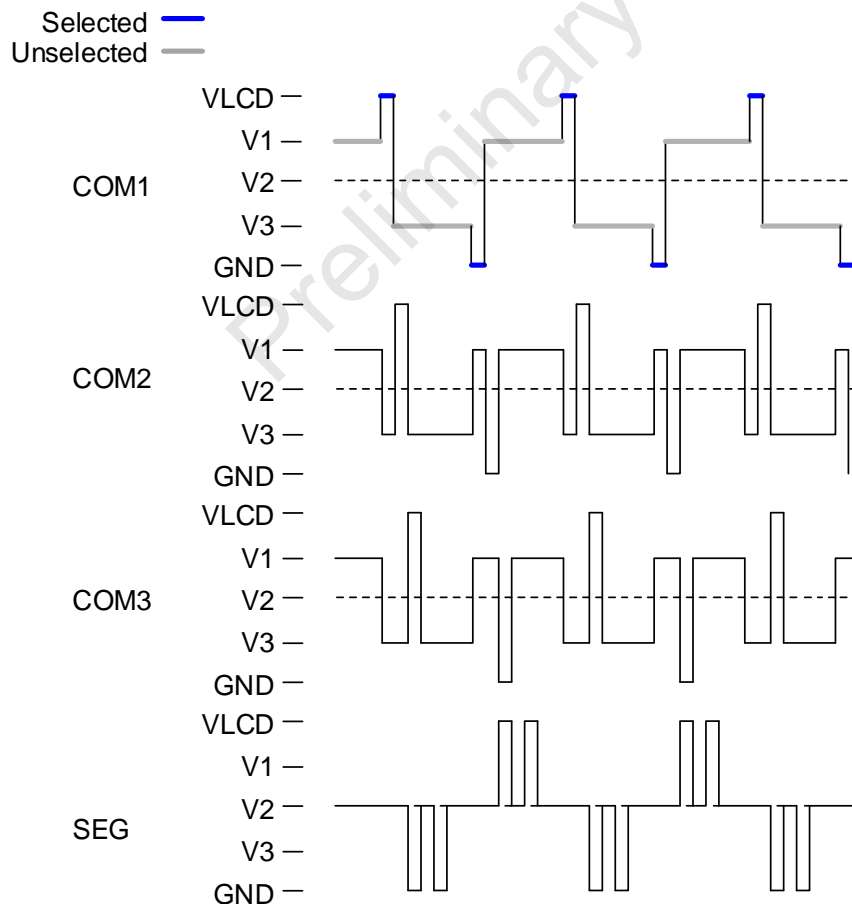 Selected
Unselected
Preliminary
COM1
VLCD
V1
V2
V3
GND
COM2
VLCD
V1
V2
V3
GND
COM3
VLCD
V1
V2
V3
GND
SEG
VLCD
V1
V2
V3
GND